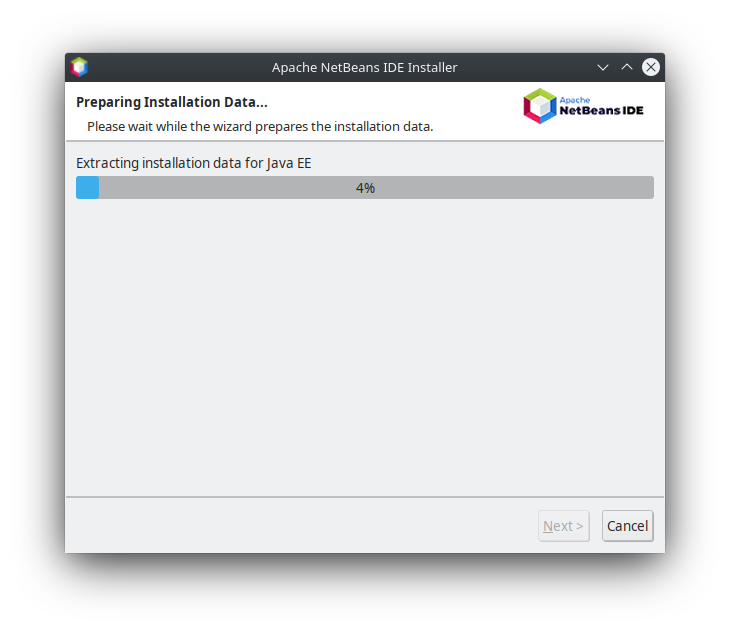 Apache NetBeans IDE Installer
Preparing Installation Data...
Please wait while the wizard prepares the installation data.
Apache
NetBeans IDE
Extracting installation data for Java EE
4%
Next >
Cancel